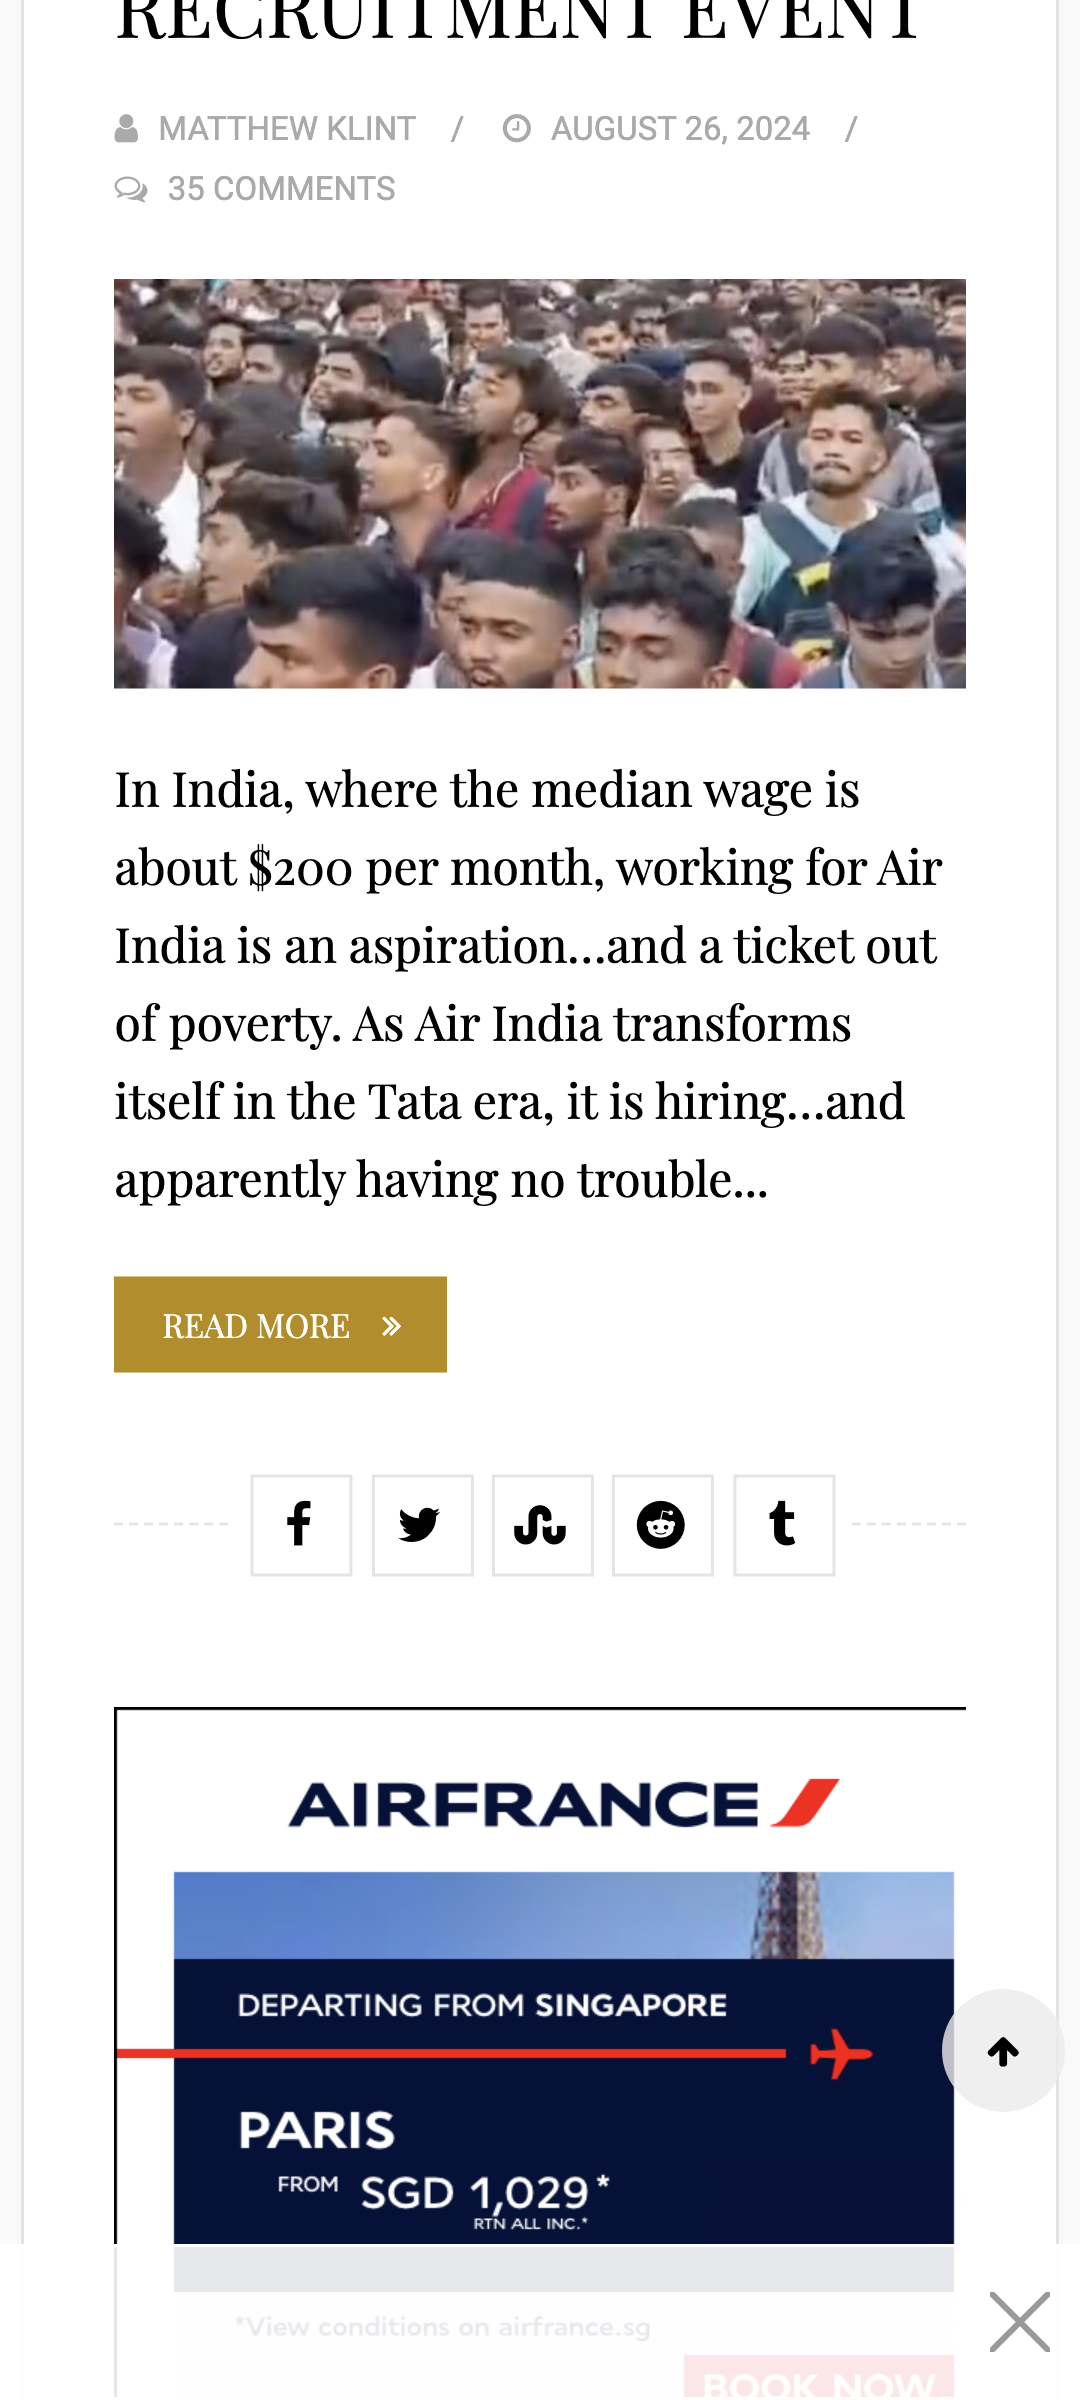 RECRUITMENT EVENT
MATTHEW KLINT / AUGUST 26, 2024 /
35 COMMENTS
In India, where the median wage is
about $200 per month, working for Air
India is an aspiration...and a ticket out
of poverty. As Air India transforms
itself in the Tata era, it is hiring...and
apparently having no trouble...
READ MORE »
AIRFRANCE
DEPARTING FROM SINGAPORE
PARIS
FROM SGD 1,029*
RTN ALL INC.*
*View conditions on airfrance.sg
BOOK NOW